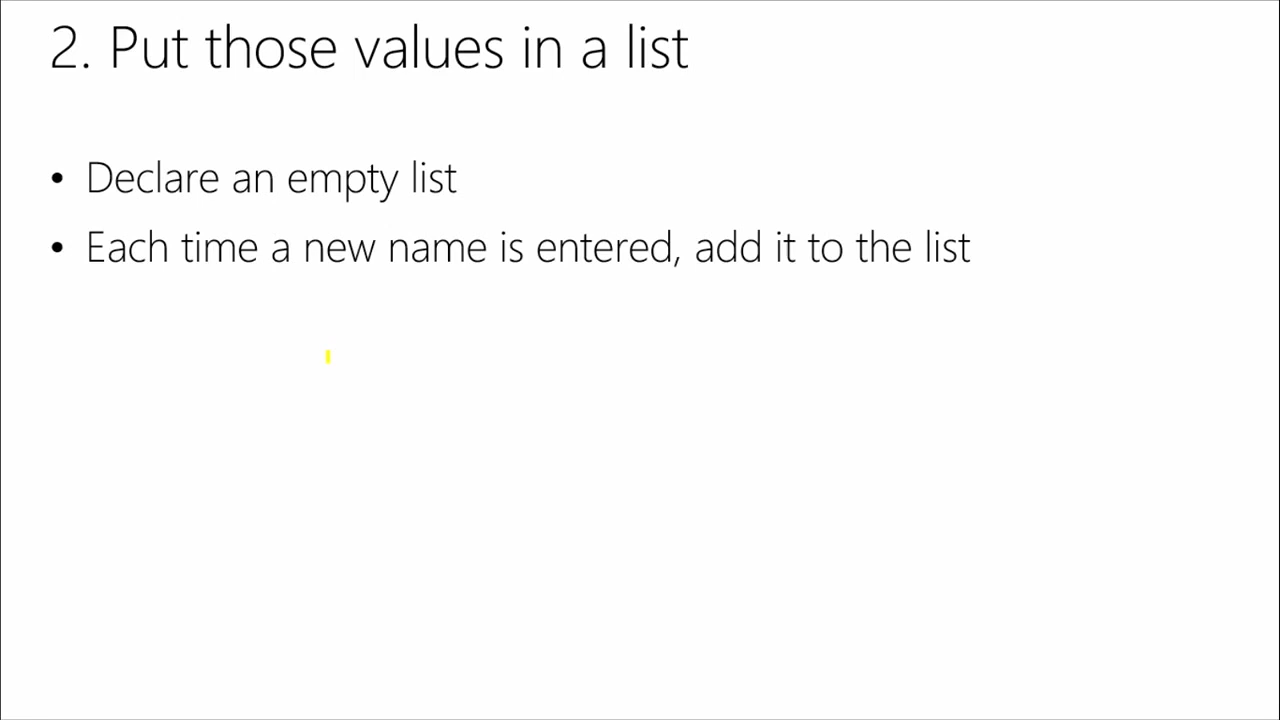 2. Put those values in a list
• Declare an empty list
• Each time a new name is entered, add it to the list